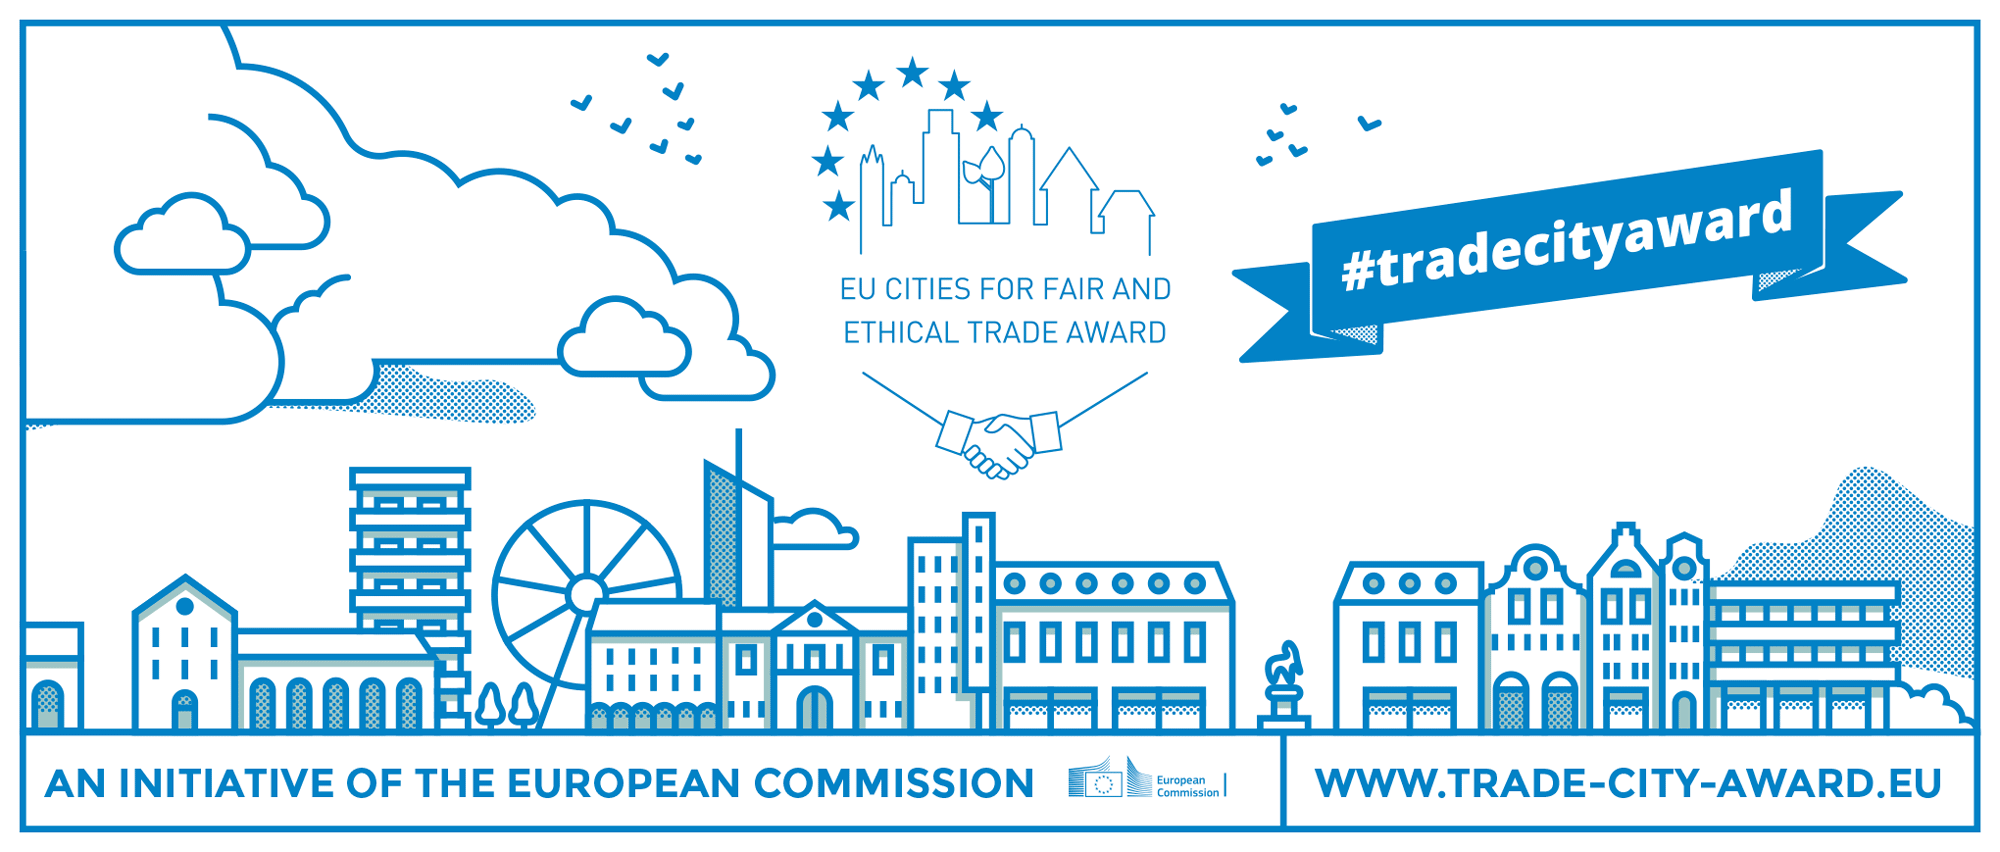 EU CITIES FOR FAIR AND
ETHICAL TRADE AWARD
#tradecityaward
AN INITIATIVE OF THE EUROPEAN COMMISSION
European
Commission
WWW.TRADE-CITY-AWARD.EU